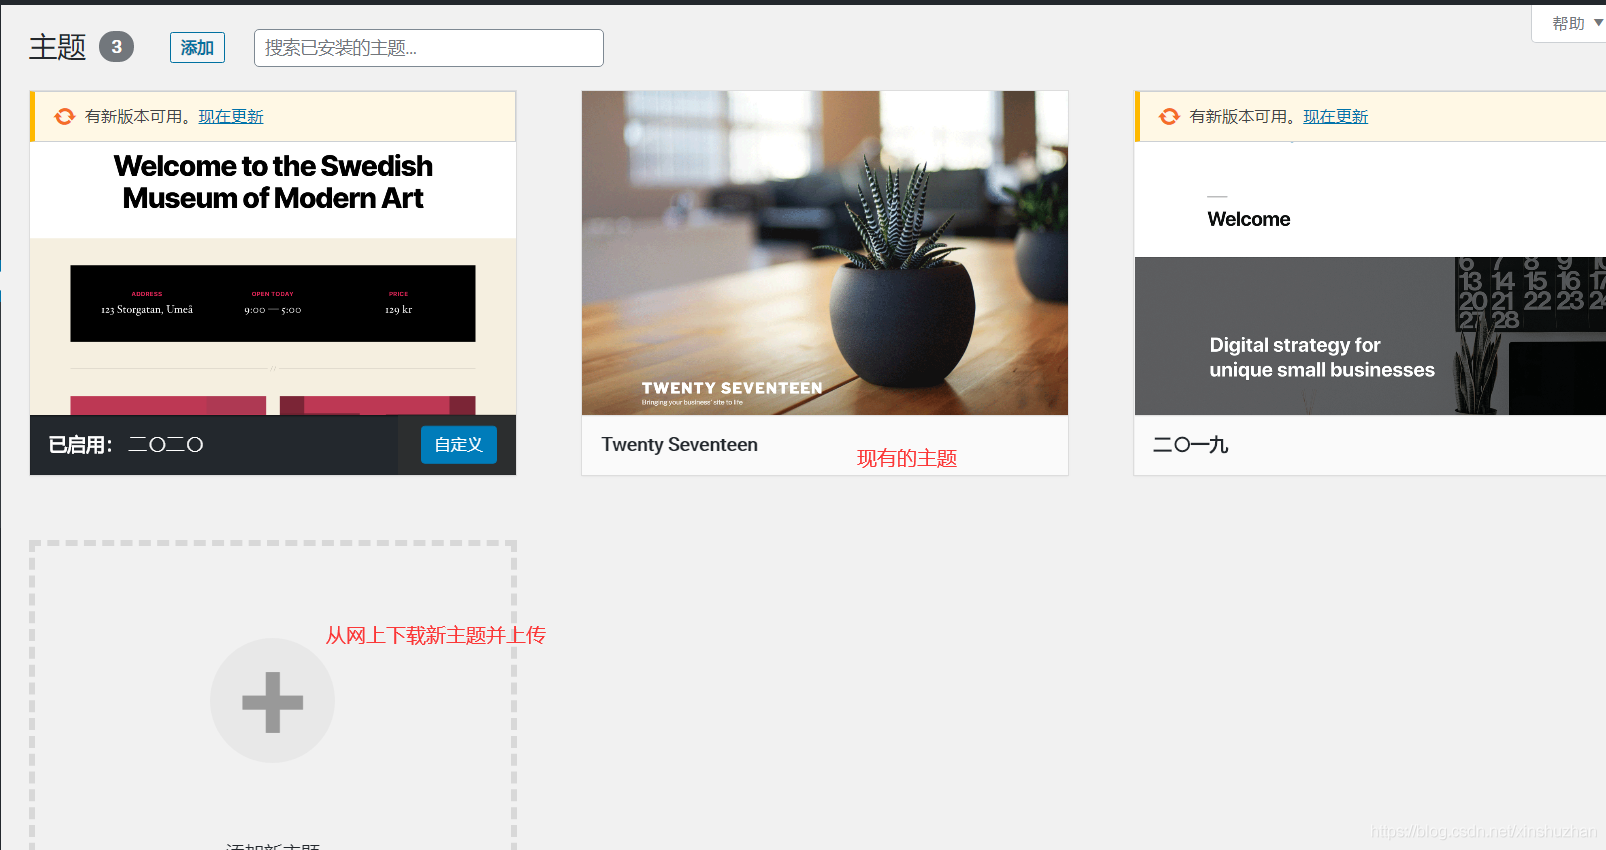 主题 3 添加 搜索已安装的主题... 帮助
有新版本可用。现在更新
Welcome to the Swedish
Museum of Modern Art
ADDRESS OPEN TODAY PRICE
123 Storgatan, Umeå 9:00 — 5:00 129 kr
已启用： 二〇二〇 自定义
TWENTY SEVENTEEN
Bringing your business' site to life
Twenty Seventeen
现有的主题
有新版本可用。现在更新
Welcome
6 7 8 9 10
13 14 15 16 17
20 21 22 23 24
27 28
Digital strategy for
unique small businesses
二〇一九
从网上下载新主题并上传
添加新主题
https://blog.csdn.net/xinshuzhan